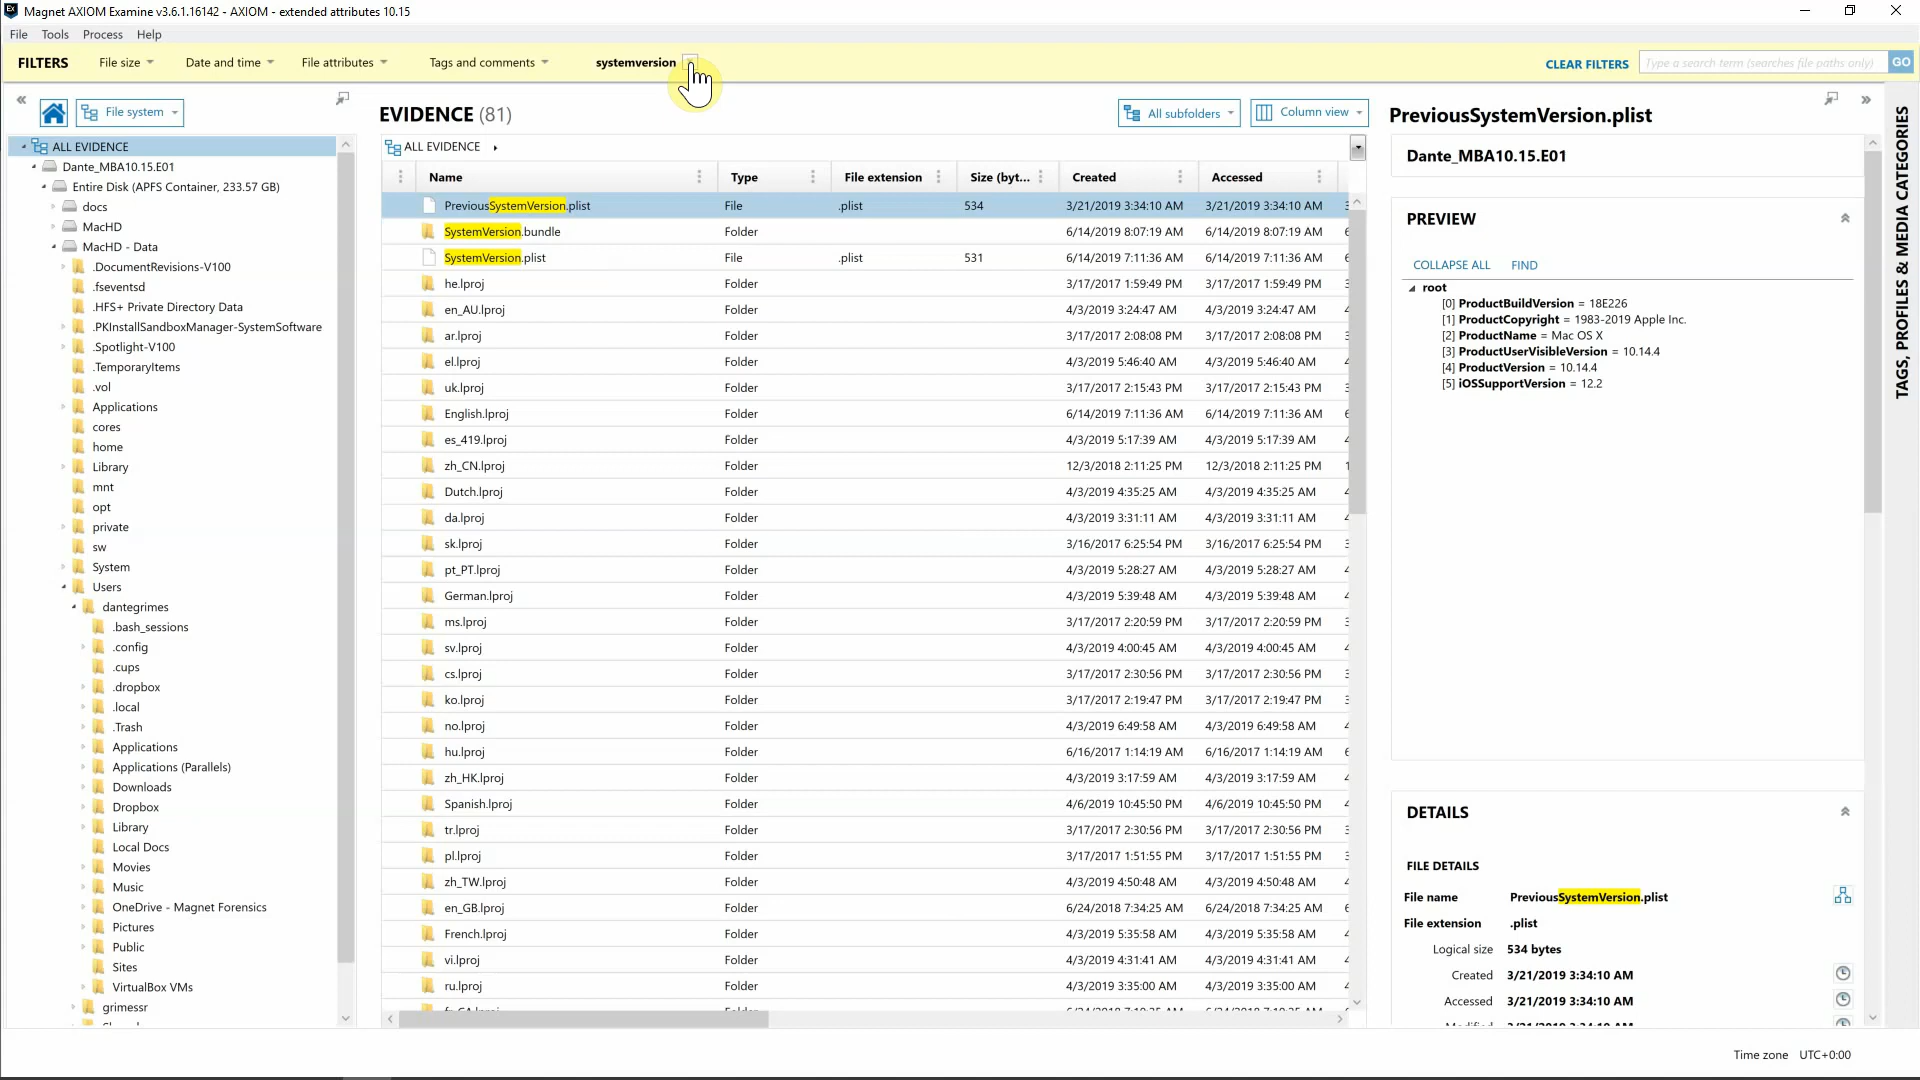 Magnet AXIOM Examine v3.6.1.16142 - AXIOM - extended attributes 10.15
File Tools Process Help
FILTERS File size Date and time File attributes Tags and comments systemversion CLEAR FILTERS Type a search term (searches file paths only) GO
File system
ALL EVIDENCE
Dante_MBA10.15.E01
Entire Disk (APFS Container, 233.57 GB)
docs
MacHD
MacHD - Data
.DocumentRevisions-V100
.fseventsd
.HFS+ Private Directory Data
.PKInstallSandboxManager-SystemSoftware
.Spotlight-V100
.TemporaryItems
.vol
Applications
cores
home
Library
mnt
opt
private
sw
System
Users
dantegrimes
.bash_sessions
.config
.cups
.dropbox
.local
.Trash
Applications
Applications (Parallels)
Downloads
Dropbox
Library
Local Docs
Movies
Music
OneDrive - Magnet Forensics
Pictures
Public
Sites
VirtualBox VMs
grimessr
EVIDENCE (81) All subfolders Column view
ALL EVIDENCE
Name Type File extension Size (byt... Created Accessed
PreviousSystemVersion.plist File .plist 534 3/21/2019 3:34:10 AM 3/21/2019 3:34:10 AM
SystemVersion.bundle Folder 6/14/2019 8:07:19 AM 6/14/2019 8:07:19 AM
SystemVersion.plist File .plist 531 6/14/2019 7:11:36 AM 6/14/2019 7:11:36 AM
he.lproj Folder 3/17/2017 1:59:49 PM 3/17/2017 1:59:49 PM
en_AU.lproj Folder 4/3/2019 3:24:47 AM 4/3/2019 3:24:47 AM
ar.lproj Folder 3/17/2017 2:08:08 PM 3/17/2017 2:08:08 PM
el.lproj Folder 4/3/2019 5:46:40 AM 4/3/2019 5:46:40 AM
uk.lproj Folder 3/17/2017 2:15:43 PM 3/17/2017 2:15:43 PM
English.lproj Folder 6/14/2019 7:11:36 AM 6/14/2019 7:11:36 AM
es_419.lproj Folder 4/3/2019 5:17:39 AM 4/3/2019 5:17:39 AM
zh_CN.lproj Folder 12/3/2018 2:11:25 PM 12/3/2018 2:11:25 PM
Dutch.lproj Folder 4/3/2019 4:35:25 AM 4/3/2019 4:35:25 AM
da.lproj Folder 4/3/2019 3:31:11 AM 4/3/2019 3:31:11 AM
sk.lproj Folder 3/16/2017 6:25:54 PM 3/16/2017 6:25:54 PM
pt_PT.lproj Folder 4/3/2019 5:28:27 AM 4/3/2019 5:28:27 AM
German.lproj Folder 4/3/2019 5:39:48 AM 4/3/2019 5:39:48 AM
ms.lproj Folder 3/17/2017 2:20:59 PM 3/17/2017 2:20:59 PM
sv.lproj Folder 4/3/2019 4:00:45 AM 4/3/2019 4:00:45 AM
cs.lproj Folder 3/17/2017 2:30:56 PM 3/17/2017 2:30:56 PM
ko.lproj Folder 3/17/2017 2:19:47 PM 3/17/2017 2:19:47 PM
no.lproj Folder 4/3/2019 6:49:58 AM 4/3/2019 6:49:58 AM
hu.lproj Folder 6/16/2017 1:14:19 AM 6/16/2017 1:14:19 AM
zh_HK.lproj Folder 4/3/2019 3:17:59 AM 4/3/2019 3:17:59 AM
Spanish.lproj Folder 4/6/2019 10:45:50 PM 4/6/2019 10:45:50 PM
tr.lproj Folder 3/17/2017 2:30:56 PM 3/17/2017 2:30:56 PM
pl.lproj Folder 3/17/2017 1:51:55 PM 3/17/2017 1:51:55 PM
zh_TW.lproj Folder 4/3/2019 4:50:48 AM 4/3/2019 4:50:48 AM
en_GB.lproj Folder 6/24/2018 7:34:25 AM 6/24/2018 7:34:25 AM
French.lproj Folder 4/3/2019 5:35:58 AM 4/3/2019 5:35:58 AM
vi.lproj Folder 4/3/2019 4:31:41 AM 4/3/2019 4:31:41 AM
ru.lproj Folder 4/3/2019 3:35:00 AM 4/3/2019 3:35:00 AM
PreviousSystemVersion.plist
Dante_MBA10.15.E01
PREVIEW
COLLAPSE ALL FIND
root
[0] ProductBuildVersion = 18E226
[1] ProductCopyright = 1983-2019 Apple Inc.
[2] ProductName = Mac OS X
[3] ProductUserVisibleVersion = 10.14.4
[4] ProductVersion = 10.14.4
[5] iOSSupportVersion = 12.2
DETAILS
FILE DETAILS
File name PreviousSystemVersion.plist
File extension .plist
Logical size 534 bytes
Created 3/21/2019 3:34:10 AM
Accessed 3/21/2019 3:34:10 AM
TAGS, PROFILES & MEDIA CATEGORIES
Time zone UTC+0:00